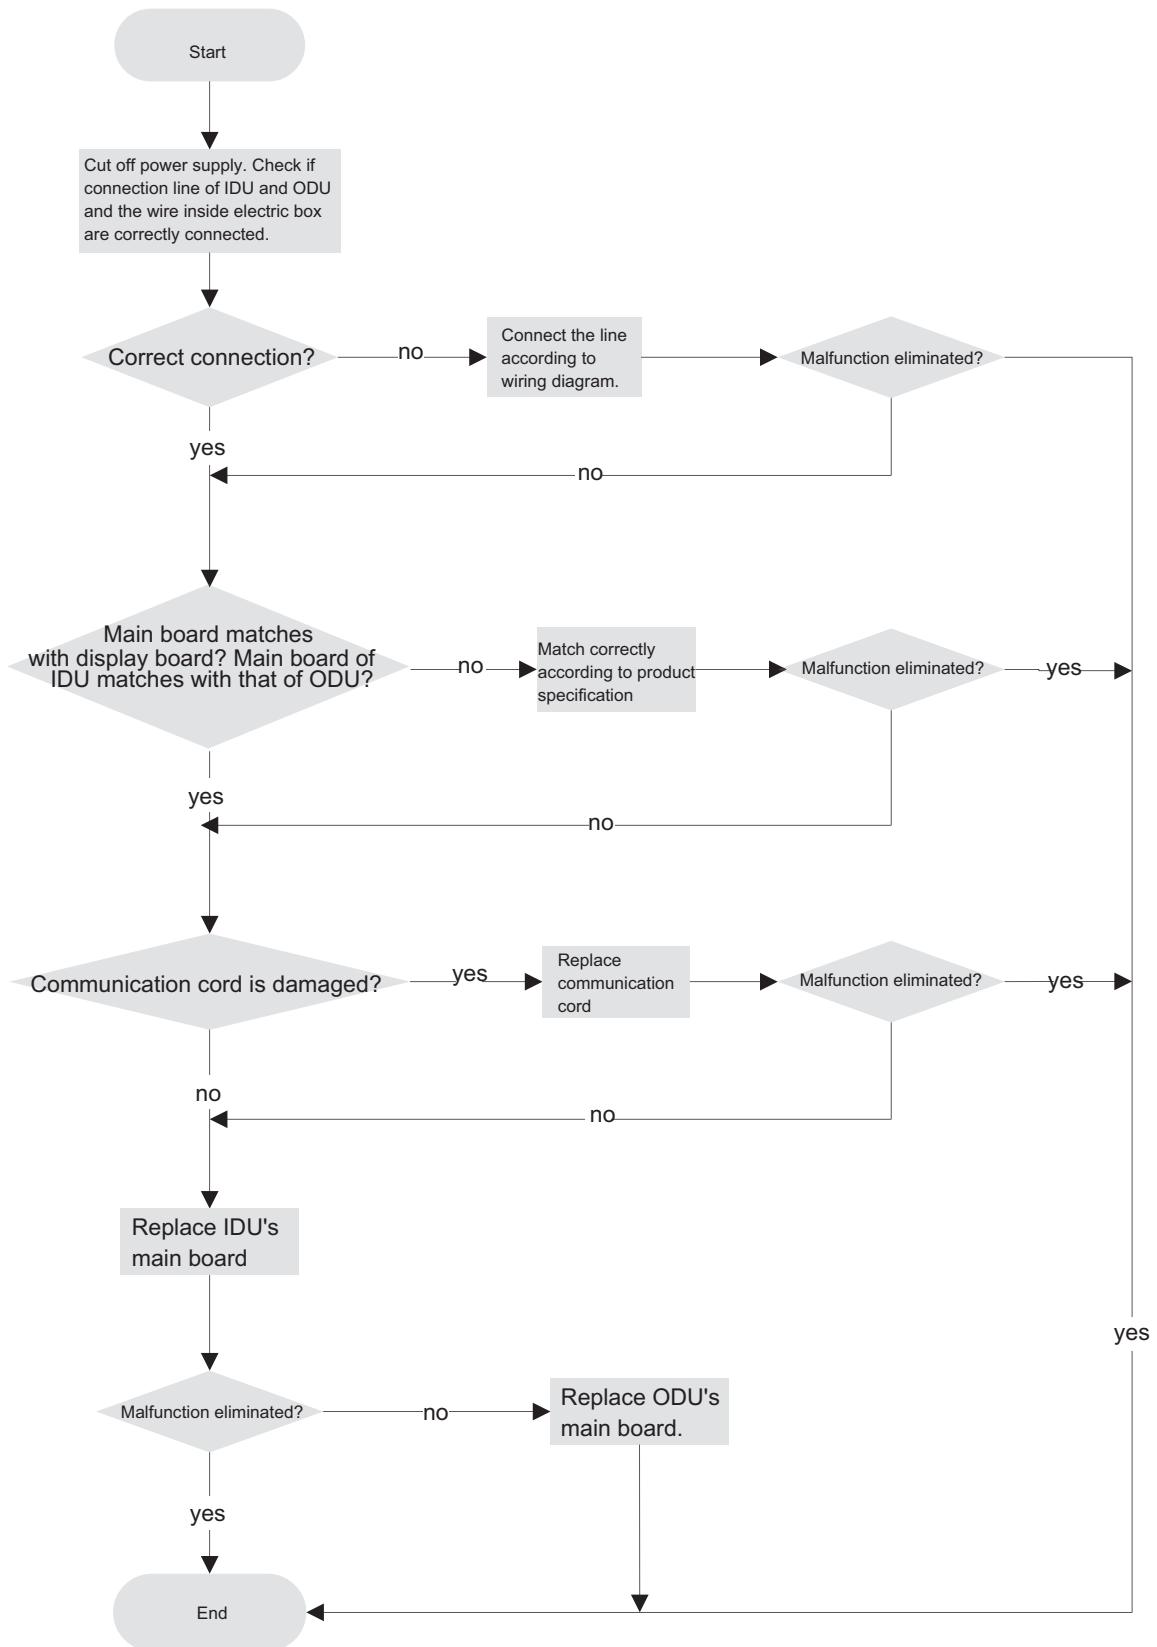 Start
Cut off power supply. Check if
connection line of IDU and ODU
and the wire inside electric box
are correctly connected.
Correct connection?
no
Connect the line
according to
wiring diagram.
Malfunction eliminated?
yes
no
Main board matches
with display board? Main board of
IDU matches with that of ODU?
no
Match correctly
according to product
specification
Malfunction eliminated?
yes
yes
no
Communication cord is damaged?
yes
Replace
communication
cord
Malfunction eliminated?
yes
no
no
Replace IDU's
main board
yes
Malfunction eliminated?
no
Replace ODU's
main board.
yes
End